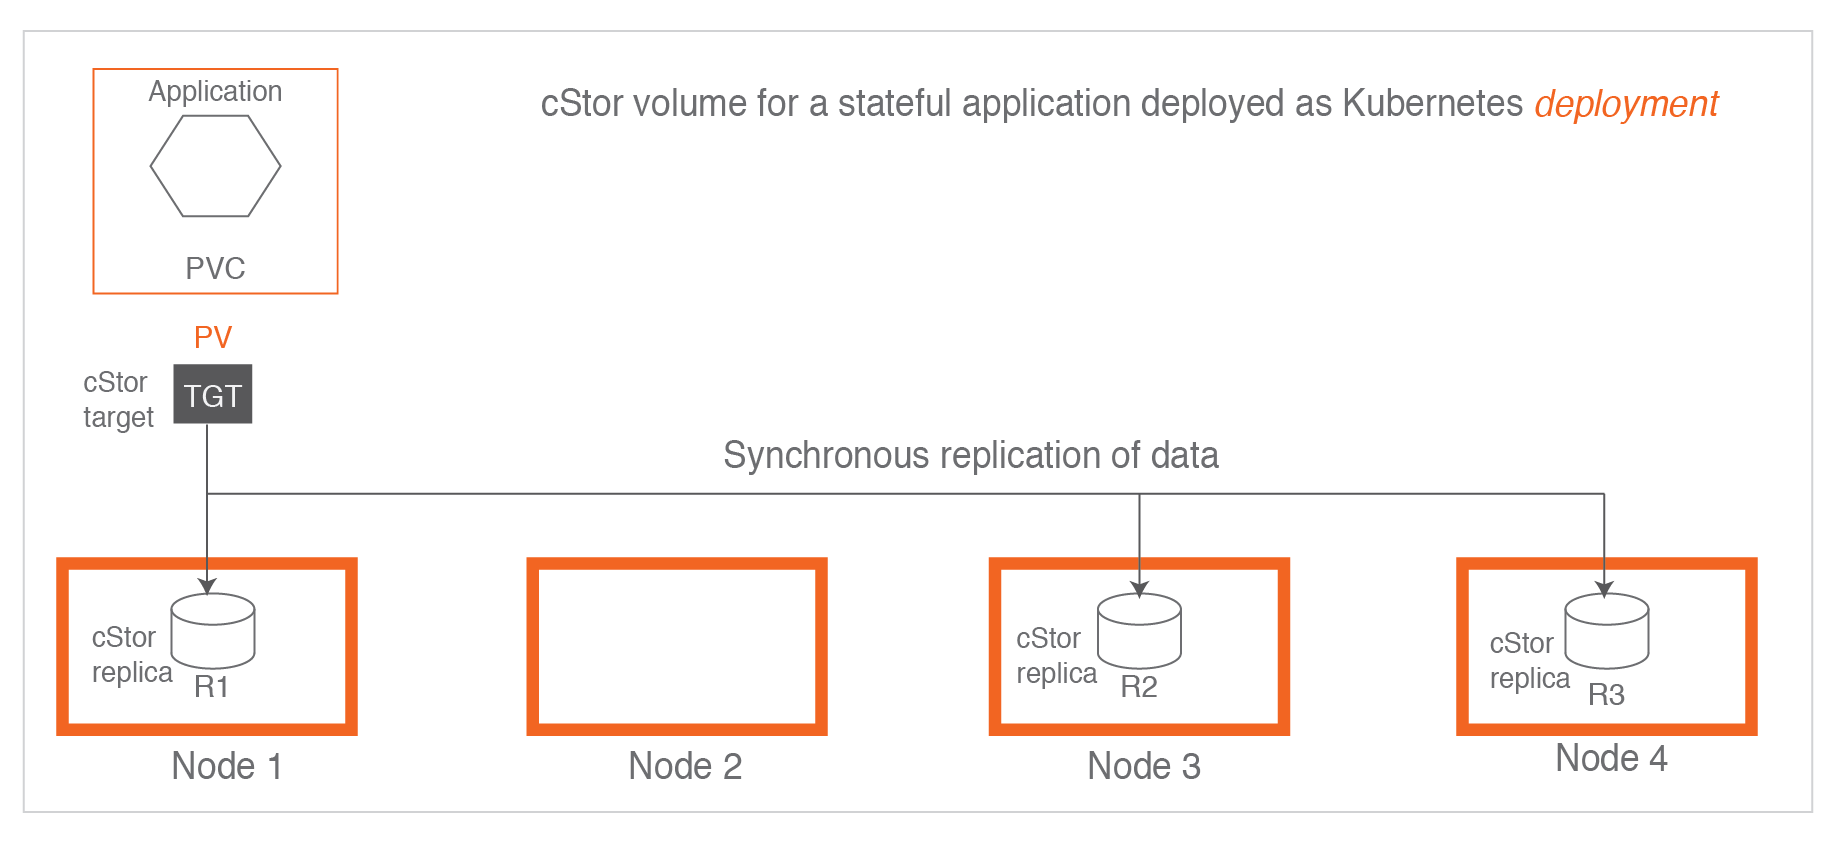 Application
cStor volume for a stateful application deployed as Kubernetes deployment
PVC
PV
cStor
target
TGT
Synchronous replication of data
cStor
replica
R1
cStor
replica
R2
cStor
replica
R3
Node 1
Node 2
Node 3
Node 4